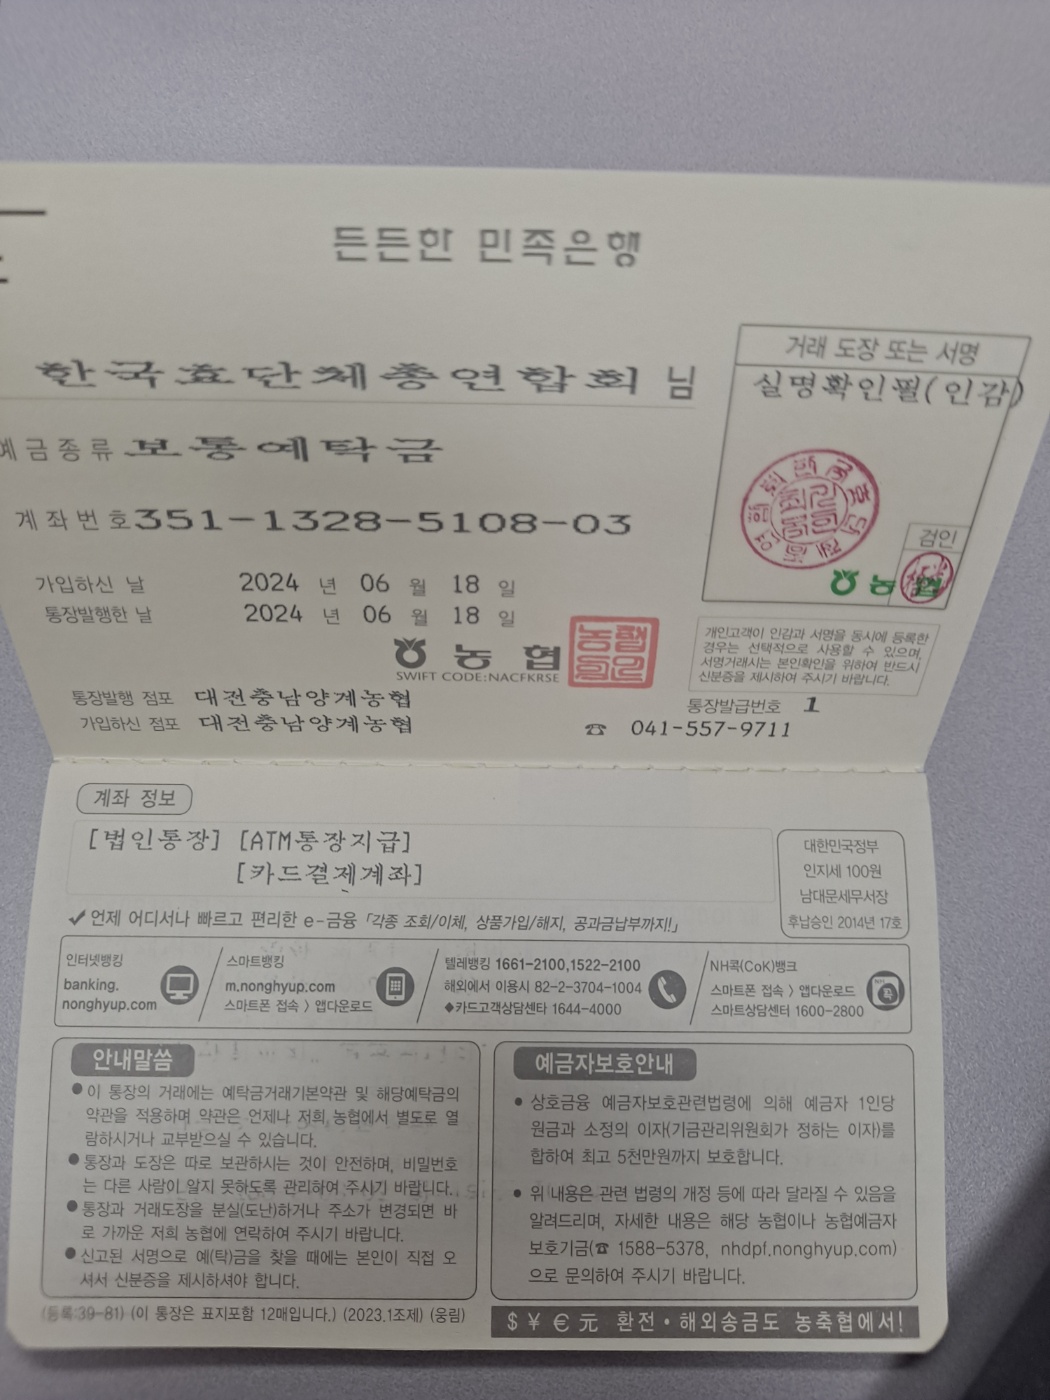 든든한 민족은행
한국효단체총연합회 님
예금종류 보통예탁금
계좌번호 351-1328-5108-03
가입하신 날 2024 년 06 월 18 일
통장발행한 날 2024 년 06 월 18 일
농협
SWIFT CODE:NACFKRSE
통장발행 점포 대전충남양계농협
가입하신 점포 대전충남양계농협
거래 도장 또는 서명
실명확인필(인감)
검인
농협
개인고객이 인감과 서명을 동시에 등록한
경우는 선택적으로 사용할 수 있으며,
서명거래시는 본인확인을 위하여 반드시
신분증을 제시하여 주시기 바랍니다.
통장발급번호 1
☎ 041-557-9711
계좌 정보
[법인통장] [ATM통장지급]
[카드결제계좌]
대한민국정부
인지세 100원
남대문세무서장
후납승인 2014년 17호
✔언제 어디서나 빠르고 편리한 e-금융 「각종 조회/이체, 상품가입/해지, 공과금납부까지!」
인터넷뱅킹
banking.
nonghyup.com
스마트뱅킹
m.nonghyup.com
스마트폰 접속 > 앱다운로드
텔레뱅킹 1661-2100,1522-2100
해외에서 이용시 82-2-3704-1004
◆카드고객상담센타 1644-4000
NH콕(CoK)뱅크
스마트폰 접속 > 앱다운로드
스마트상담센터 1600-2800
안내말씀
● 이 통장의 거래에는 예탁금거래기본약관 및 해당예탁금의
약관을 적용하며 약관은 언제나 저희 농협에서 별도로 열
람하시거나 교부받으실 수 있습니다.
● 통장과 도장은 따로 보관하시는 것이 안전하며, 비밀번호
는 다른 사람이 알지 못하도록 관리하여 주시기 바랍니다.
● 통장과 거래도장을 분실(도난)하거나 주소가 변경되면 바
로 가까운 저희 농협에 연락하여 주시기 바랍니다.
● 신고된 서명으로 예(탁)금을 찾을 때에는 본인이 직접 오
셔서 신분증을 제시하셔야 합니다.
예금자보호안내
• 상호금융 예금자보호관련법령에 의해 예금자 1인당
원금과 소정의 이자(기금관리위원회가 정하는 이자)를
합하여 최고 5천만원까지 보호합니다.
• 위 내용은 관련 법령의 개정 등에 따라 달라질 수 있음을
알려드리며, 자세한 내용은 해당 농협이나 농협예금자
보호기금(☎ 1588-5378, nhdpf.nonghyup.com)
으로 문의하여 주시기 바랍니다.
(등록:39-81) (이 통장은 표지포함 12매입니다.) (2023.1조제) (웅림)
$ ¥ € 元 환전•해외송금도 농축협에서!